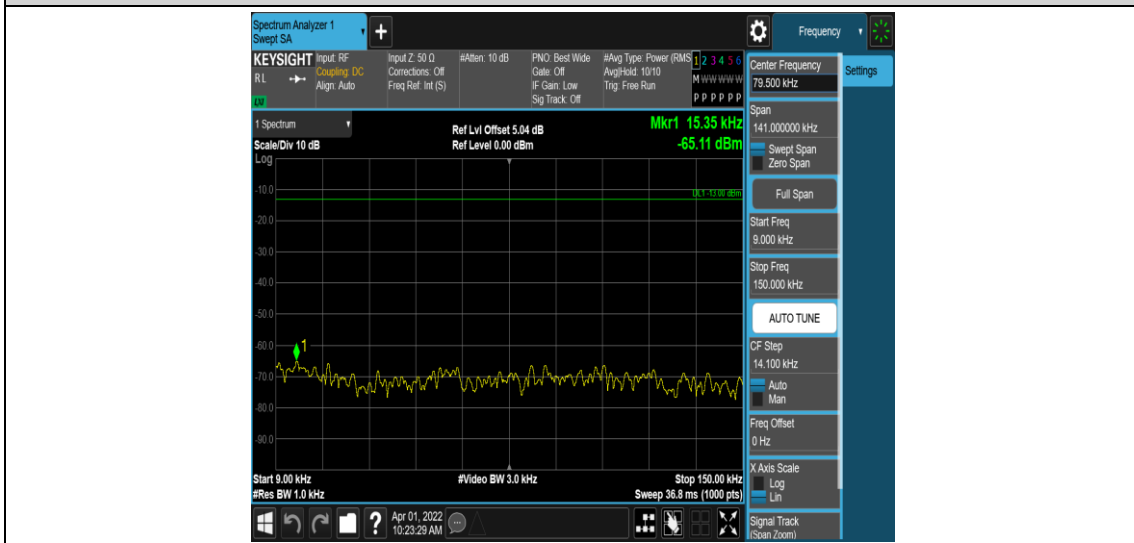 Spectrum Analyzer 1
Swept SA
+
Frequency
KEYSIGHT
RL
LXI
Input: RF
Coupling: DC
Align: Auto
Input Z: 50 Ω
Corrections: Off
Freq Ref: Int (S)
#Atten: 10 dB
PNO: Best Wide
Gate: Off
IF Gain: Low
Sig Track: Off
#Avg Type: Power (RMS
Avg|Hold: 10/10
Trig: Free Run
1 2 3 4 5 6
M W W W W W
P P P P P P
1 Spectrum
Scale/Div 10 dB
Log
Ref Lvl Offset 5.04 dB
Ref Level 0.00 dBm
Mkr1 15.35 kHz
-65.11 dBm
DL1 -13.00 dBm
-10.0
-20.0
-30.0
-40.0
-50.0
-60.0
1
-70.0
-80.0
-90.0
Start 9.00 kHz
#Res BW 1.0 kHz
#Video BW 3.0 kHz
Stop 150.00 kHz
Sweep 36.8 ms (1000 pts)
?
Apr 01, 2022
10:23:29 AM
Center Frequency
79.500 kHz
Settings
Span
141.000000 kHz
Swept Span
Zero Span
Full Span
Start Freq
9.000 kHz
Stop Freq
150.000 kHz
AUTO TUNE
CF Step
14.100 kHz
Auto
Man
Freq Offset
0 Hz
X Axis Scale
Log
Lin
Signal Track
(Span Zoom)